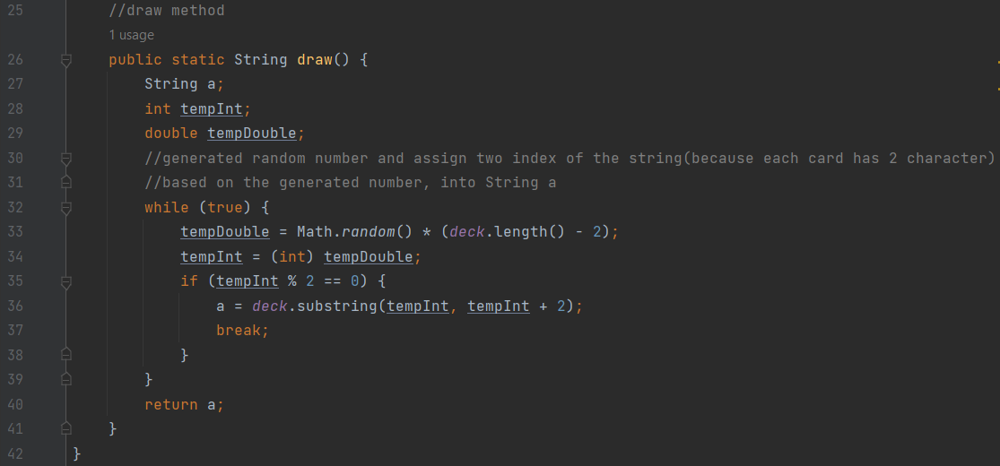 25 //draw method
1 usage
26 public static String draw() {
27 String a;
28 int tempInt;
29 double tempDouble;
30 //generated random number and assign two index of the string(because each card has 2 character)
31 //based on the generated number, into String a
32 while (true) {
33 tempDouble = Math.random() * (deck.length() - 2);
34 tempInt = (int) tempDouble;
35 if (tempInt % 2 == 0) {
36 a = deck.substring(tempInt, tempInt + 2);
37 break;
38 }
39 }
40 return a;
41 }
42 }